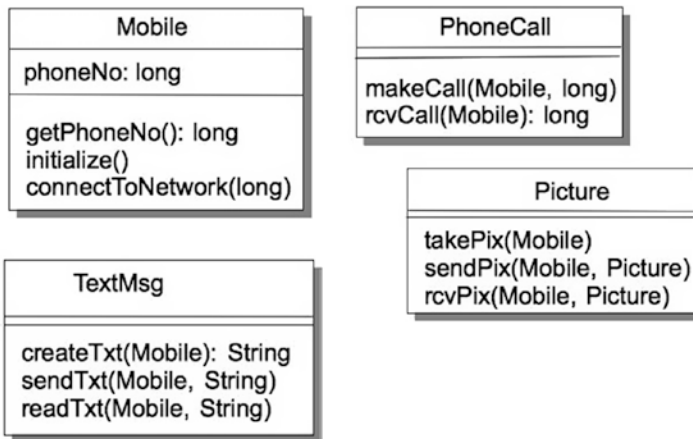 Mobile
phoneNo: long
getPhoneNo(): long
initialize()
connectToNetwork(long)
PhoneCall
makeCall(Mobile, long)
rcvCall(Mobile): long
Picture
takePix(Mobile)
sendPix(Mobile, Picture)
rcvPix(Mobile, Picture)
TextMsg
createTxt(Mobile): String
sendTxt(Mobile, String)
readTxt(Mobile, String)